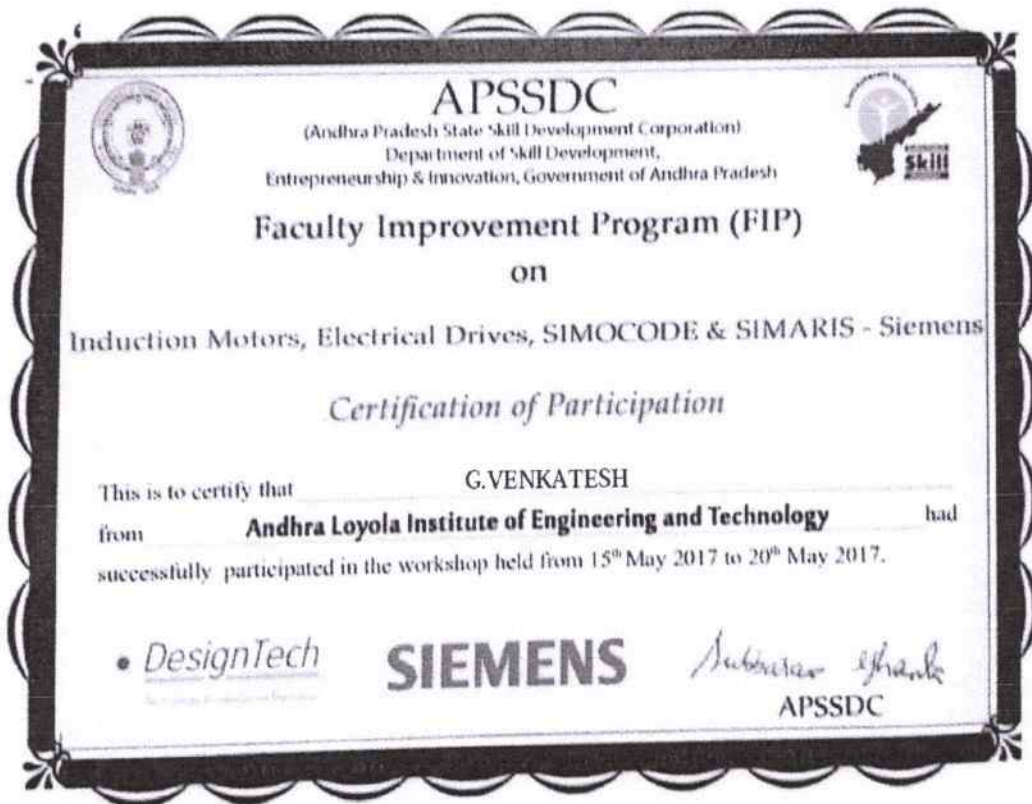 APSSDC
(Andhra Pradesh State Skill Development Corporation)
Department of Skill Development,
Entrepreneurship & Innovation, Government of Andhra Pradesh
Skill
Faculty Improvement Program (FIP)
on
Induction Motors, Electrical Drives, SIMOCODE & SIMARIS - Siemens
Certification of Participation
This is to certify that G.VENKATESH
from Andhra Loyola Institute of Engineering and Technology had
successfully participated in the workshop held from 15th May 2017 to 20th May 2017.
DesignTech
SIEMENS
APSSDC